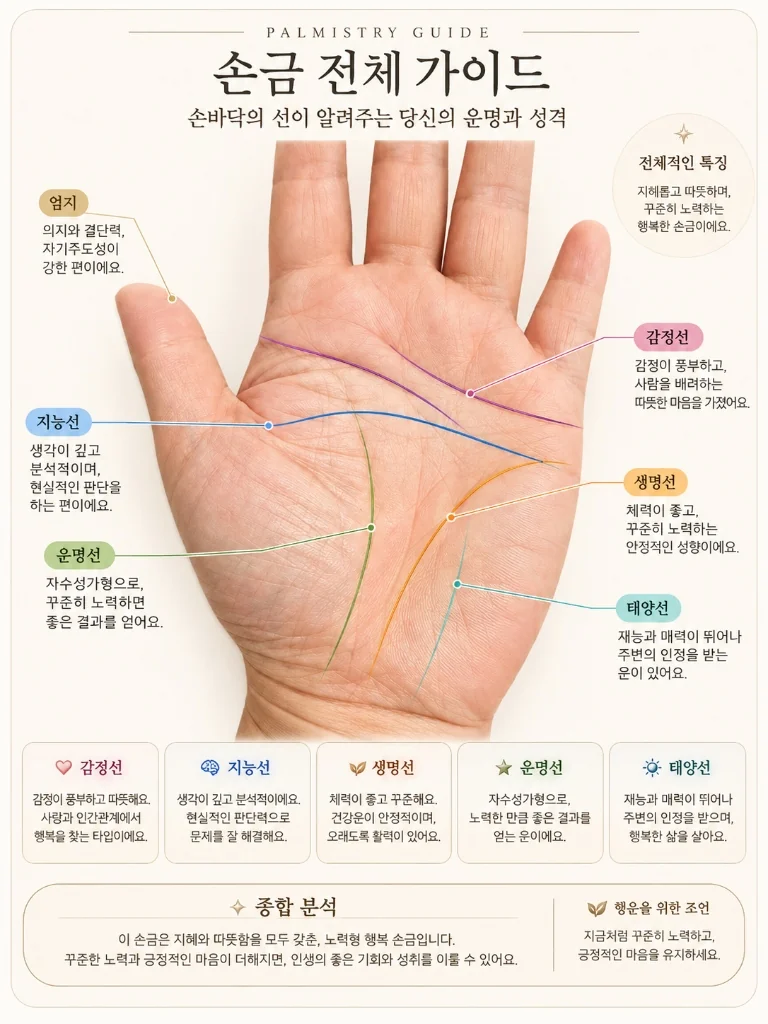 PALMISTRY GUIDE
손금 전체 가이드
손바닥의 선이 알려주는 당신의 운명과 성격
전체적인 특징
지혜롭고 따뜻하며,
꾸준히 노력하는
행복한 손금이에요.
엄지
의지와 결단력,
자기주도성이
강한 편이에요.
감정선
감정이 풍부하고,
사람을 배려하는
따뜻한 마음을 가졌어요.
지능선
생각이 깊고
분석적이며,
현실적인 판단을
하는 편이에요.
생명선
체력이 좋고,
꾸준히 노력하는
안정적인 성향이에요.
운명선
자수성가형으로,
꾸준히 노력하면
좋은 결과를 얻어요.
태양선
재능과 매력이 뛰어나
주변의 인정을 받는
운이 있어요.
감정선
감정이 풍부하고 따뜻해요.
사랑과 인간관계에서
행복을 찾는 타입이에요.
지능선
생각이 깊고 분석적이에요.
현실적인 판단력으로
문제를 잘 해결해요.
생명선
체력이 좋고 꾸준해요.
건강운이 안정적이며,
오래도록 활력이 있어요.
운명선
자수성가형으로,
노력한 만큼 좋은 결과를
얻는 운이에요.
태양선
재능과 매력이 뛰어나
주변의 인정을 받으며,
행복한 삶을 살아요.
종합 분석
이 손금은 지혜와 따뜻함을 모두 갖춘, 노력형 행복 손금입니다.
꾸준한 노력과 긍정적인 마음이 더해지면, 인생의 좋은 기회와 성취를 이룰 수 있어요.
행운을 위한 조언
지금처럼 꾸준히 노력하고,
긍정적인 마음을 유지하세요.